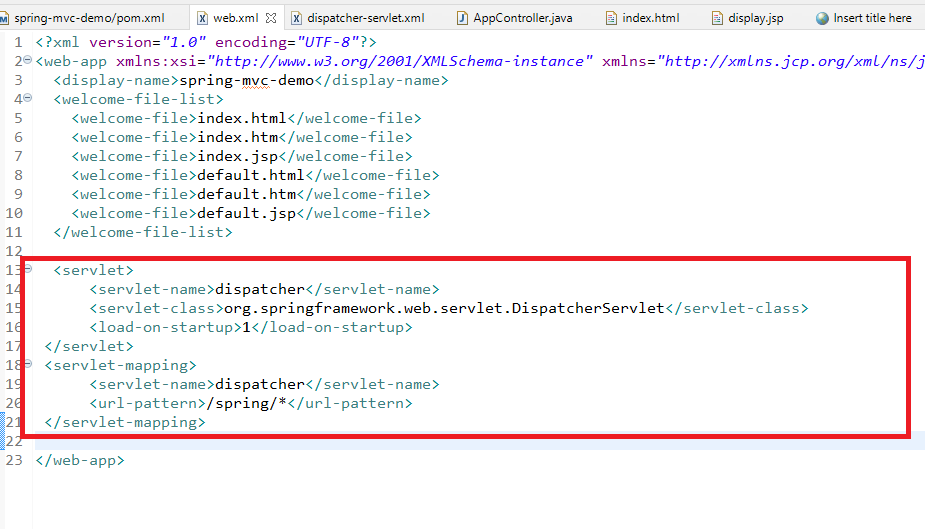 spring-mvc-demo/pom.xml web.xml dispatcher-servlet.xml AppController.java index.html display.jsp Insert title here
1 <?xml version="1.0" encoding="UTF-8"?>
2 <web-app xmlns:xsi="http://www.w3.org/2001/XMLSchema-instance" xmlns="http://xmlns.jcp.org/xml/ns/j
3 <display-name>spring-mvc-demo</display-name>
4 <welcome-file-list>
5 <welcome-file>index.html</welcome-file>
6 <welcome-file>index.htm</welcome-file>
7 <welcome-file>index.jsp</welcome-file>
8 <welcome-file>default.html</welcome-file>
9 <welcome-file>default.htm</welcome-file>
10 <welcome-file>default.jsp</welcome-file>
11 </welcome-file-list>
12
13 <servlet>
14 <servlet-name>dispatcher</servlet-name>
15 <servlet-class>org.springframework.web.servlet.DispatcherServlet</servlet-class>
16 <load-on-startup>1</load-on-startup>
17 </servlet>
18 <servlet-mapping>
19 <servlet-name>dispatcher</servlet-name>
20 <url-pattern>/spring/*</url-pattern>
21 </servlet-mapping>
22
23 </web-app>